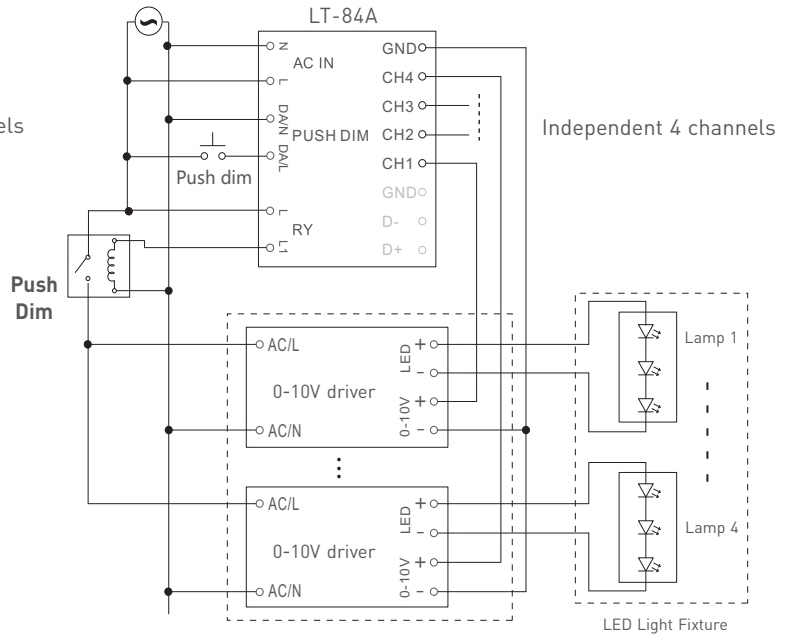 LT-84A
N
AC IN
L
DA/N
PUSH DIM
DA/L
L
RY
L1
GND
CH4
CH3
CH2
CH1
GND
D-
D+
els
Push dim
Push
Dim
Independent 4 channels
AC/L
0-10V driver
AC/N
LED
+
-
0-10V
+
-
AC/L
0-10V driver
AC/N
LED
+
-
0-10V
+
-
Lamp 1
Lamp 4
LED Light Fixture